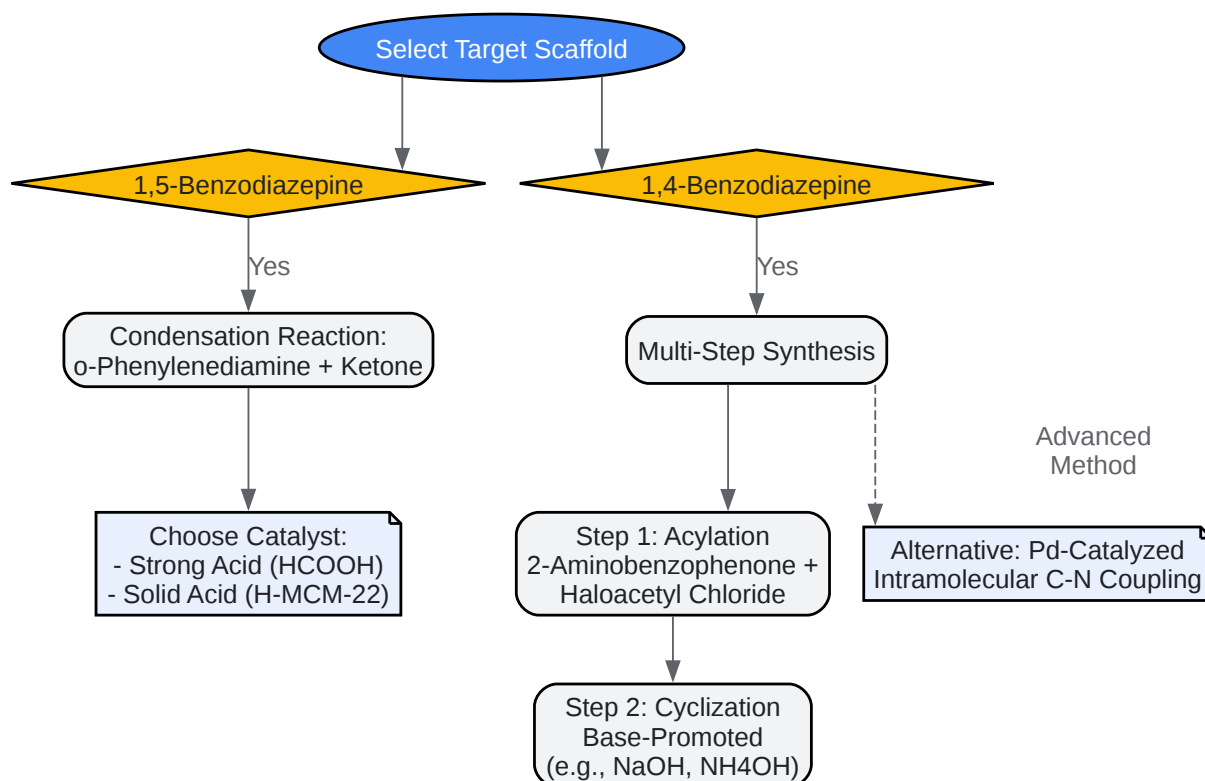 Select Target Scaffold
1,5-Benzodiazepine
1,4-Benzodiazepine
Yes
Yes
Condensation Reaction:
o-Phenylenediamine + Ketone
Multi-Step Synthesis
Advanced
Method
Choose Catalyst:
- Strong Acid (HCOOH)
- Solid Acid (H-MCM-22)
Step 1: Acylation
2-Aminobenzophenone +
Haloacetyl Chloride
Alternative: Pd-Catalyzed
Intramolecular C-N Coupling
Step 2: Cyclization
Base-Promoted
(e.g., NaOH, NH4OH)